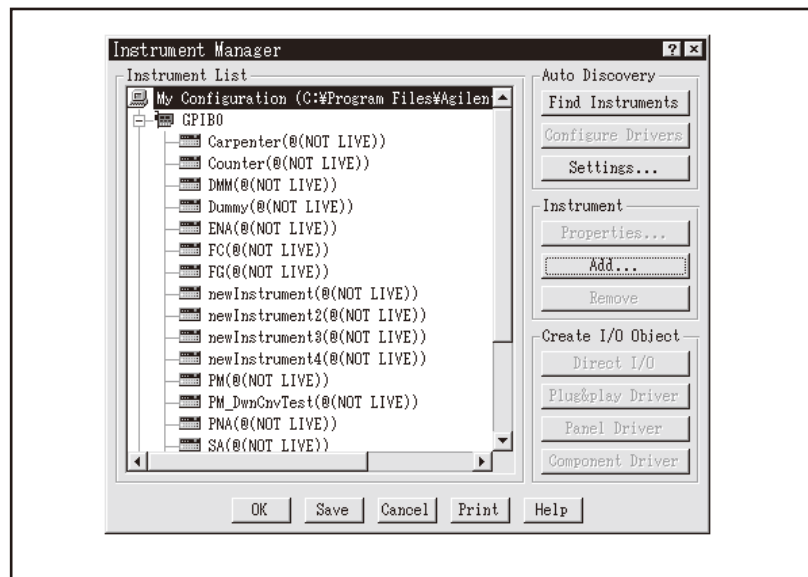 Instrument Manager
Instrument List
My Configuration (C:¥Program Files¥Agilen
GPIB0
Carpenter(@(NOT LIVE))
Counter(@(NOT LIVE))
DMM(@(NOT LIVE))
Dummy(@(NOT LIVE))
ENA(@(NOT LIVE))
FC(@(NOT LIVE))
FG(@(NOT LIVE))
newInstrument(@(NOT LIVE))
newInstrument2(@(NOT LIVE))
newInstrument3(@(NOT LIVE))
newInstrument4(@(NOT LIVE))
PM(@(NOT LIVE))
PM_DwnCnvTest(@(NOT LIVE))
PNA(@(NOT LIVE))
SA(@(NOT LIVE))
Auto Discovery
Find Instruments
Configure Drivers
Settings...
Instrument
Properties...
Add...
Remove
Create I/O Object
Direct I/O
Plug&play Driver
Panel Driver
Component Driver
OK Save Cancel Print Help